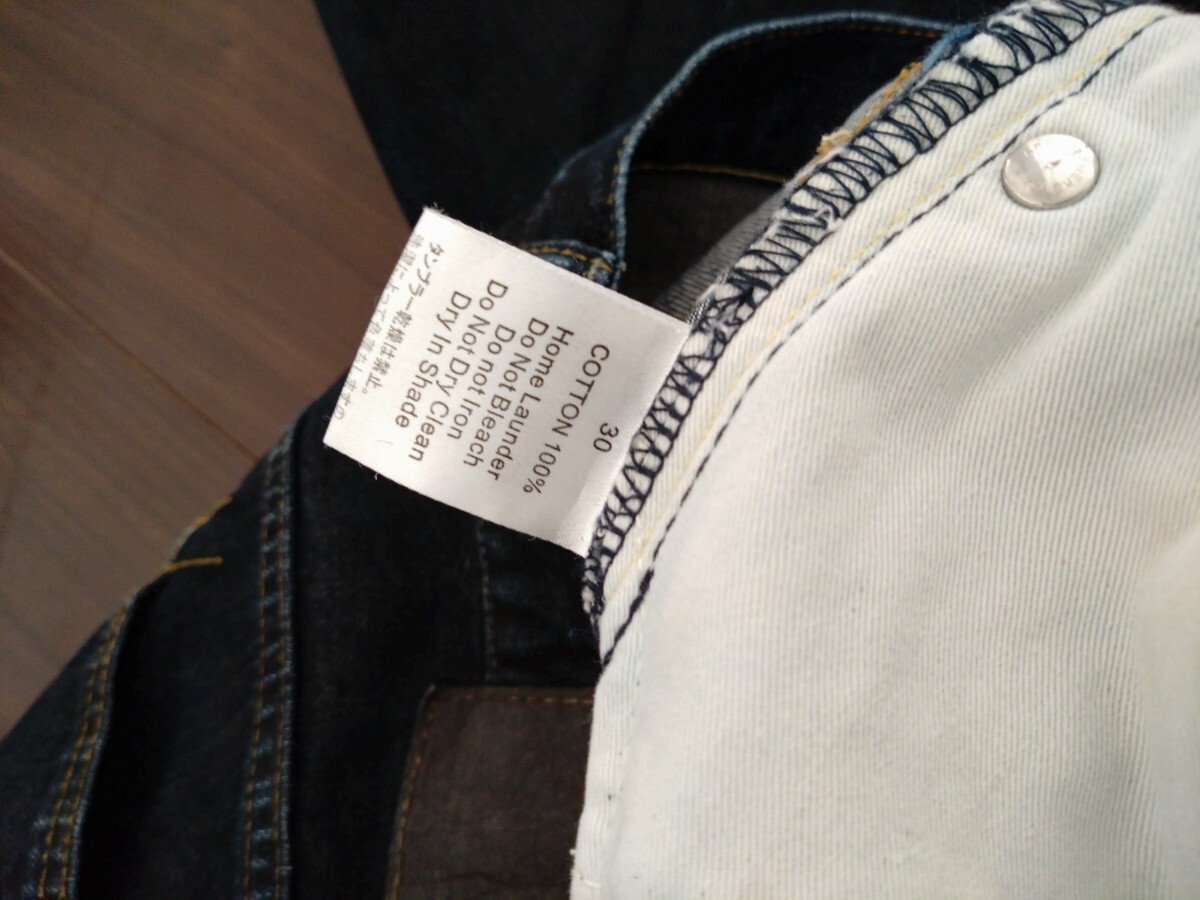 30
COTTON 100%
Home Launder
Do Not Bleach
Do not Iron
Do Not Dry Clean
Dry In Shade
タンブラー乾燥は禁止。